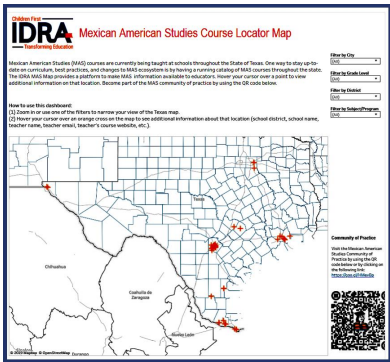 Children First
IDRA
Transforming Education
Mexican American Studies Course Locator Map
Mexican American Studies (MAS) courses are currently being taught at schools throughout the State of Texas. One way to stay up-to-
date on curriculum, best practices, and changes to MAS ecosystem is by having a running catalog of MAS courses throughout the state.
The IDRA MAS Map provides a platform to make MAS information available to educators. Hover your cursor over a point to view
additional information on that location. Become part of the MAS community of practice by using the QR code below.
How to use this dashboard:
(1) Zoom in or use one of the filters to narrow your view of the Texas map
(2) Hover your cursor over an orange cross on the map to see additional information about that location (school district, school name,
teacher name, teacher email, teacher's course website, etc.).
Filter by City
(All)
Filter by Grade Level
(All)
Filter by District
(All)
Filter by Subject/Program
(All)
Texas
Chihuahua
Coahuila de
Zaragoza
Nuevo León
Durango
© 2022 Mapbox © OpenStreetMap
Community of Practice
Visit the Mexican American
Studies Community of
Practice by using the QR
code below or by clicking on
the following link: